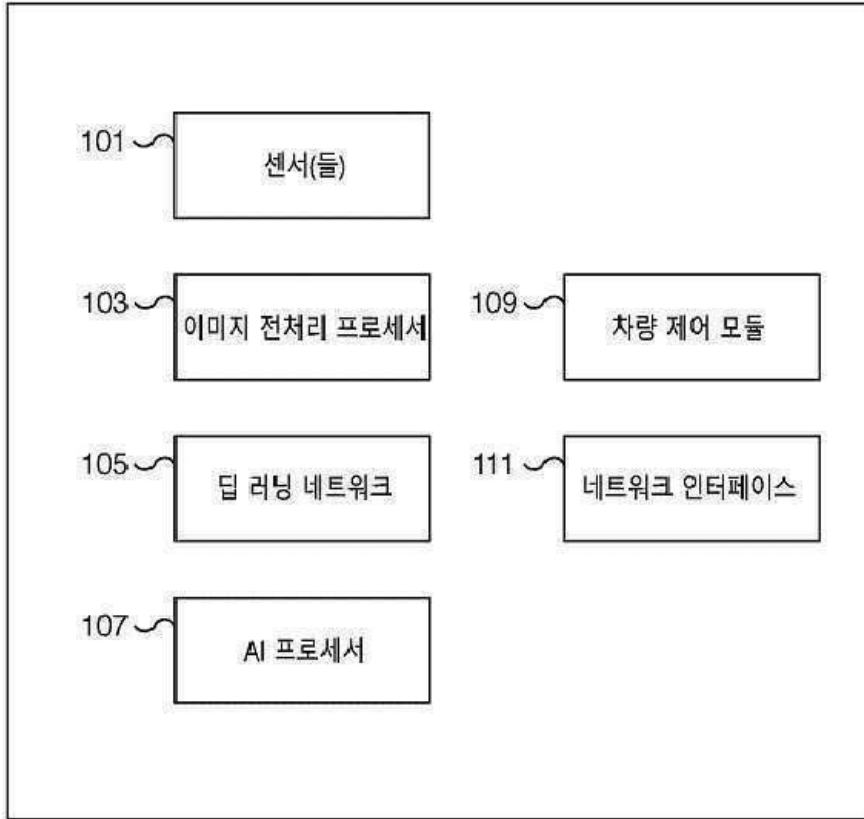 101
센서(들)
103
이미지 전처리 프로세서
109
차량 제어 모듈
105
딥 러닝 네트워크
111
네트워크 인터페이스
107
AI 프로세서